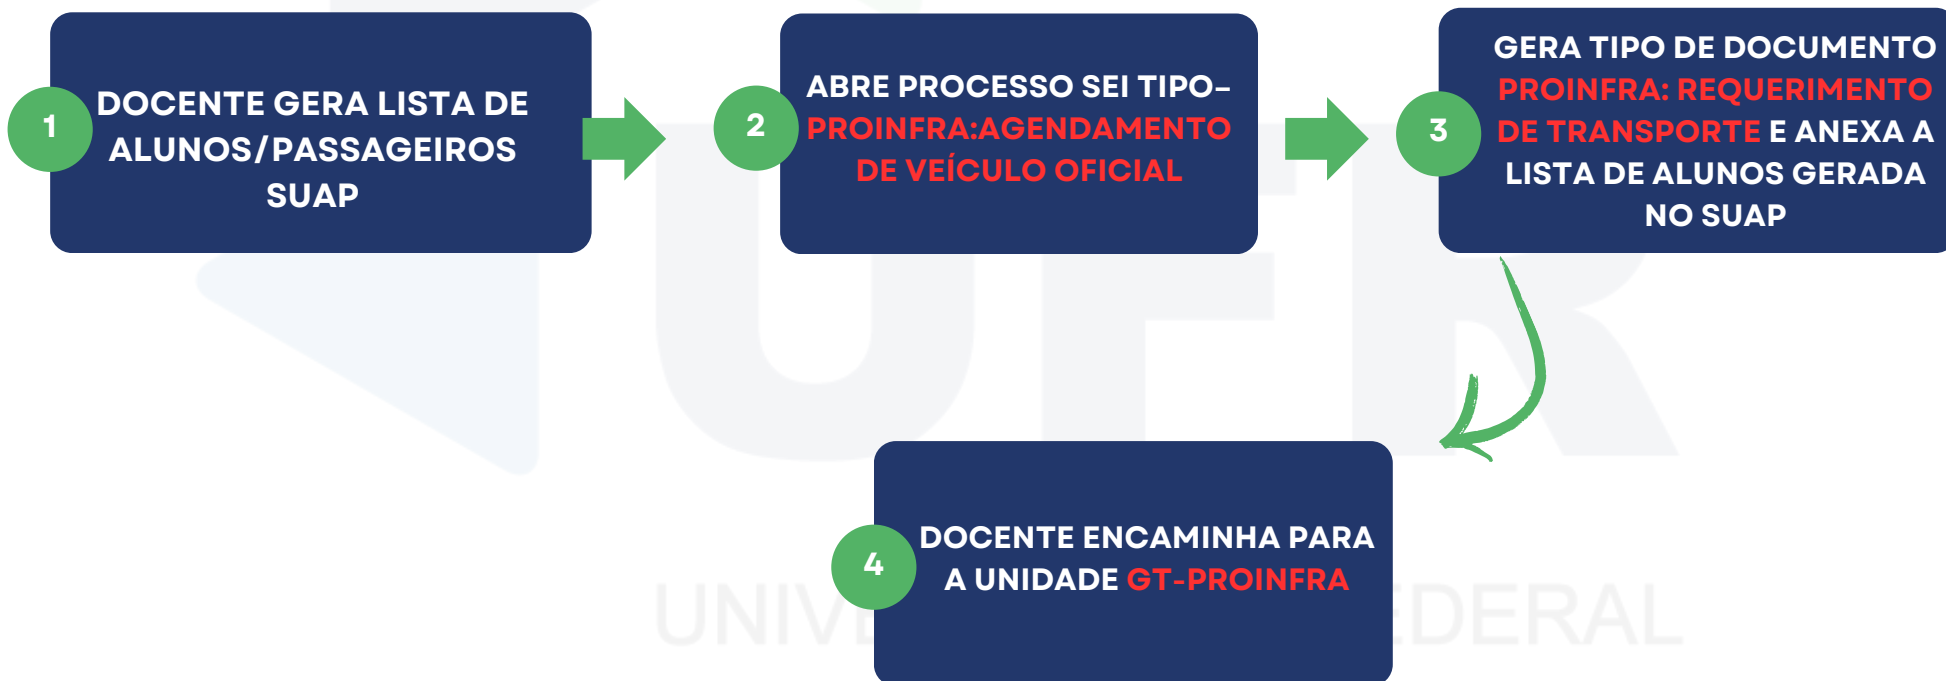 1
DOCENTE GERA LISTA DE
ALUNOS/PASSAGEIROS
SUAP
2
ABRE PROCESSO SEI TIPO–
PROINFRA:AGENDAMENTO
DE VEÍCULO OFICIAL
3
GERA TIPO DE DOCUMENTO
PROINFRA: REQUERIMENTO
DE TRANSPORTE E ANEXA A
LISTA DE ALUNOS GERADA
NO SUAP
4
DOCENTE ENCAMINHA PARA
A UNIDADE GT-PROINFRA
UFR